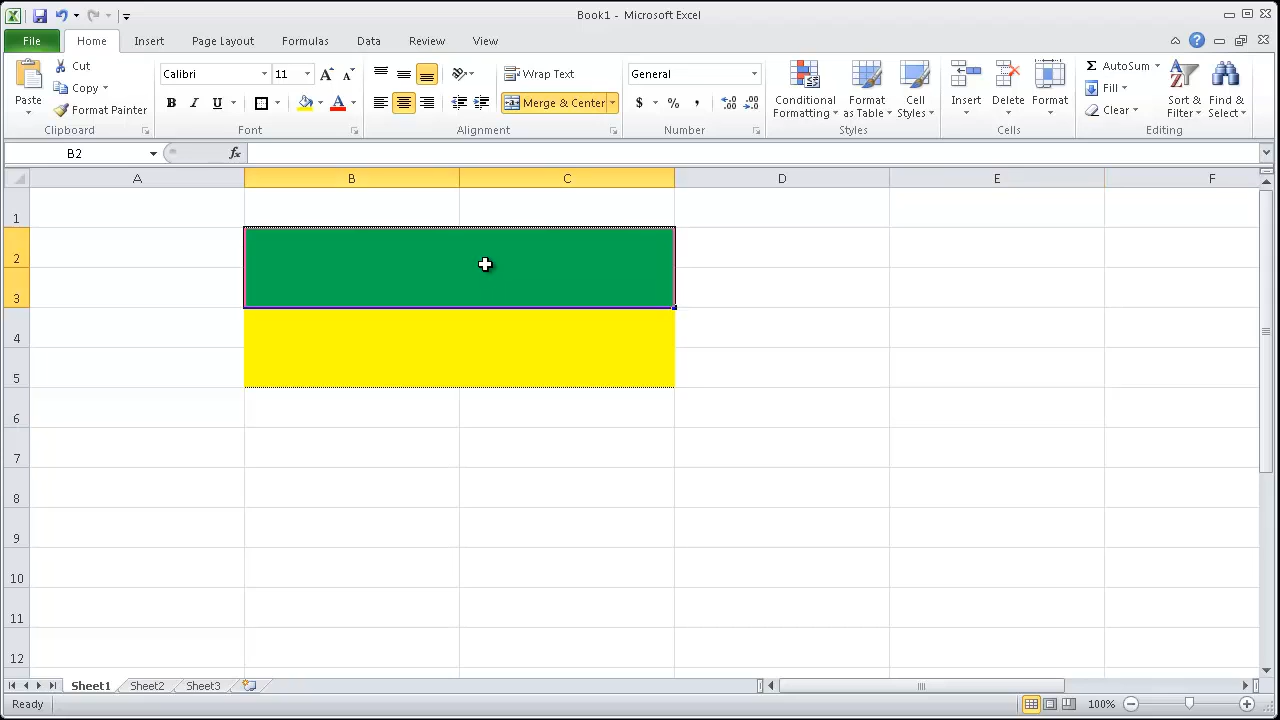 Book1 - Microsoft Excel
File Home Insert Page Layout Formulas Data Review View
Paste Cut Copy Format Painter
Clipboard
Calibri 11
B I U A
Font
Wrap Text
Merge & Center
Alignment
General
$ % ,
Number
Conditional Formatting
Format as Table
Cell Styles
Styles
Insert Delete Format
Cells
Σ AutoSum
Fill
Clear
Sort & Filter
Find & Select
Editing
B2 fx
A B C D E F
1
2
3
4
5
6
7
8
9
10
11
12
Sheet1 Sheet2 Sheet3
Ready 100%